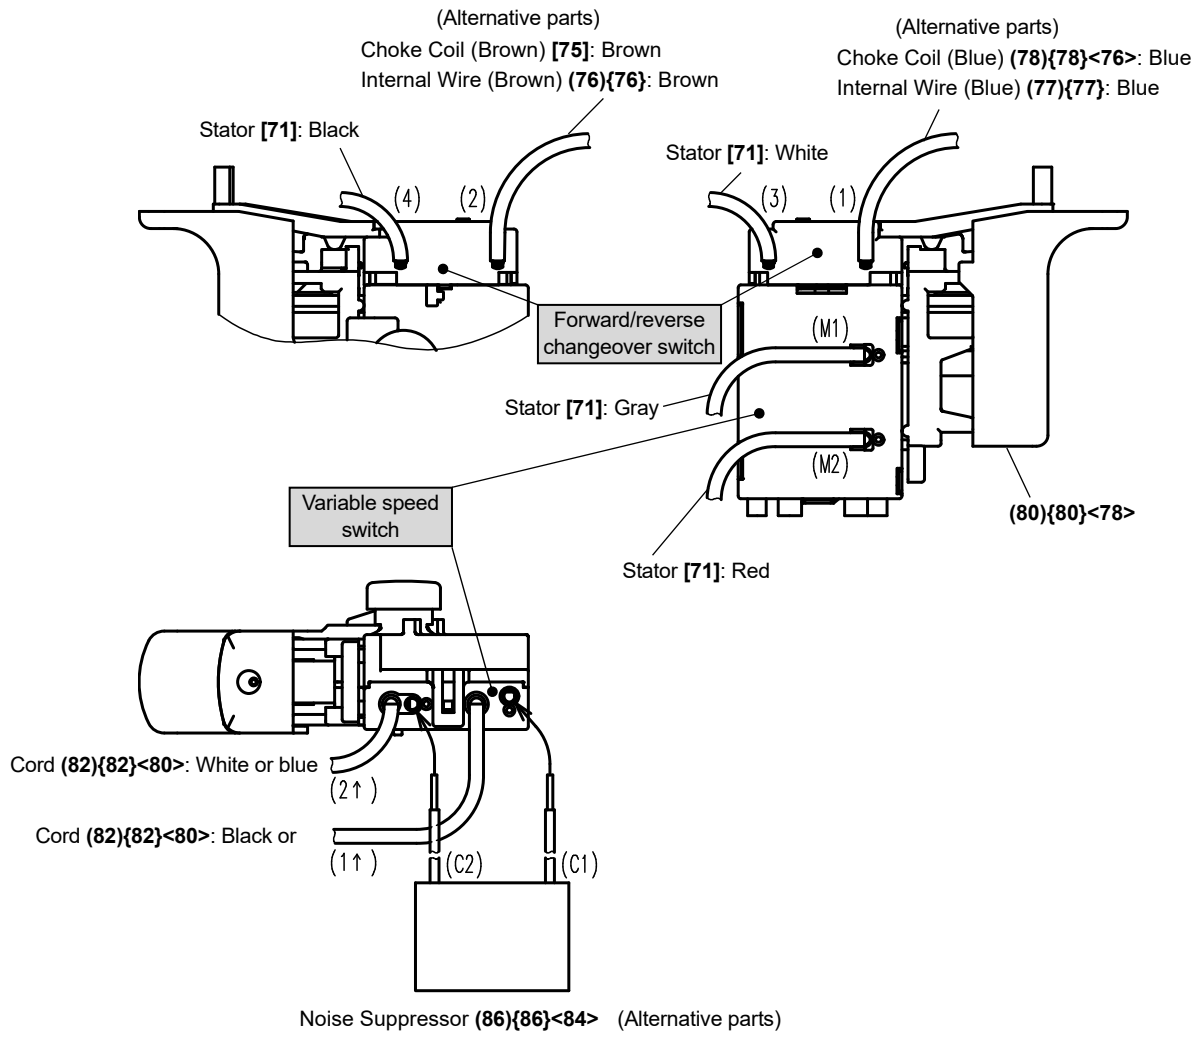 (Alternative parts)
Choke Coil (Brown) [75]: Brown
Internal Wire (Brown) (76){76}: Brown
(Alternative parts)
Choke Coil (Blue) (78){78}<76>: Blue
Internal Wire (Blue) (77){77}: Blue
Stator [71]: Black
Stator [71]: White
(4)
(2)
(3)
(1)
Forward/reverse
changeover switch
(M1)
Stator [71]: Gray
(M2)
Variable speed
switch
(80){80}<78>
Stator [71]: Red
Cord (82){82}<80>: White or blue
(2↑)
Cord (82){82}<80>: Black or
(1↑)
(C2)
(C1)
Noise Suppressor (86){86}<84> (Alternative parts)